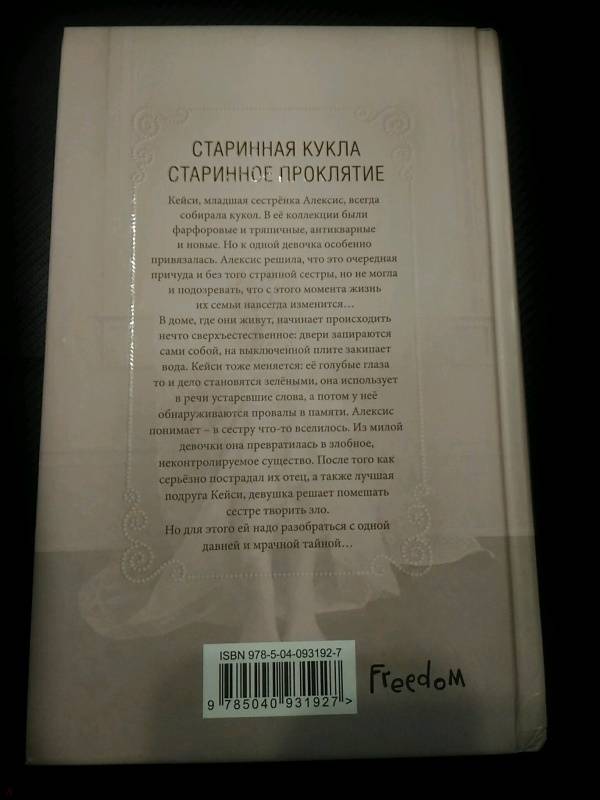 СТАРИННАЯ КУКЛА
СТАРИННОЕ ПРОКЛЯТИЕ
Кейси, младшая сестрёнка Алексис, всегда
собирала кукол. В её коллекции были
фарфоровые и тряпичные, антикварные
и новые. Но к одной девочка особенно
привязалась. Алексис решила, что это очередная
причуда и без того странной сестры, но не могла
и подозревать, что с этого момента жизнь
их семьи навсегда изменится...
В доме, где они живут, начинает происходить
нечто сверхъестественное: двери запираются
сами собой, на выключенной плите закипает
вода. Кейси тоже меняется: её голубые глаза
то и дело становятся зелёными, она использует
в речи устаревшие слова, а потом у неё
обнаруживаются провалы в памяти. Алексис
понимает – в сестру что-то вселилось. Из милой
девочки она превратилась в злобное,
неконтролируемое существо. После того как
серьёзно пострадал их отец, а также лучшая
подруга Кейси, девушка решает помешать
сестре творить зло.
Но для этого ей надо разобраться с одной
давней и мрачной тайной...
ISBN 978-5-04-093192-7
9 785040 931927 >
Freedom